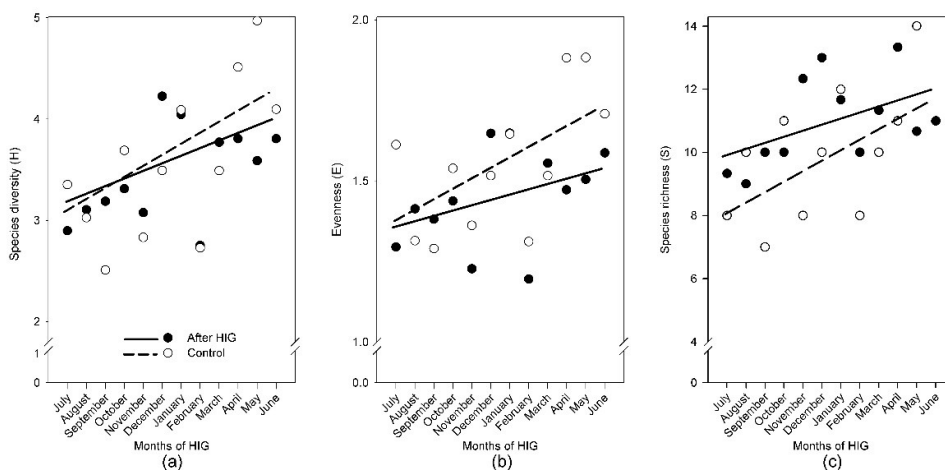 5
4
3
2
1
0
Species diversity (H)
After HIG
Control
July
August
September
October
November
December
January
February
March
April
May
June
Months of HIG
(a)
2.0
1.5
1.0
0.0
Evenness (E)
July
August
September
October
November
December
January
February
March
April
May
June
Months of HIG
(b)
14
12
10
8
6
4
0
Species richness (S)
July
August
September
October
November
December
January
February
March
April
May
June
Months of HIG
(c)